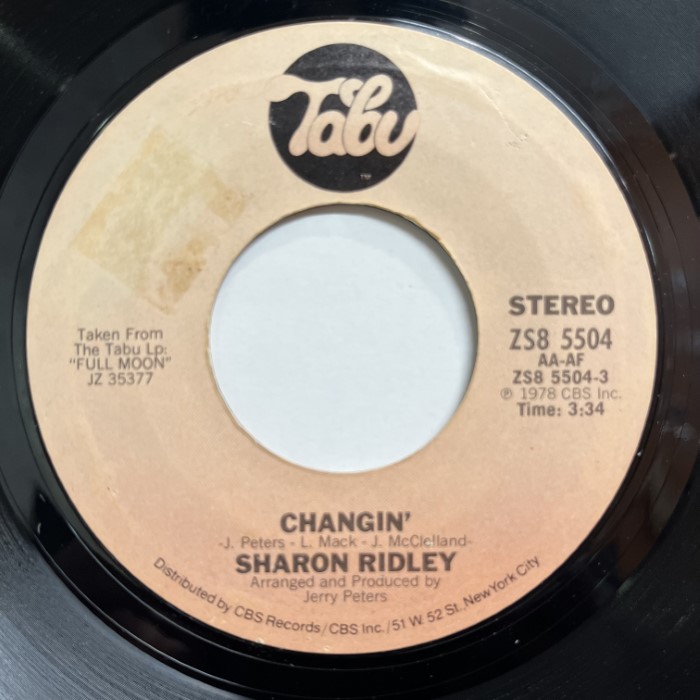 Tabu
TM
Taken From
The Tabu Lp:
"FULL MOON"
JZ 35377
STEREO
ZS8 5504
AA-AF
ZS8 5504-3
℗ 1978 CBS Inc.
Time: 3:34
CHANGIN'
-J. Peters - L. Mack - J. McClelland-
SHARON RIDLEY
Arranged and Produced by
Jerry Peters
Distributed by CBS Records/CBS Inc./51 W. 52 St., New York City